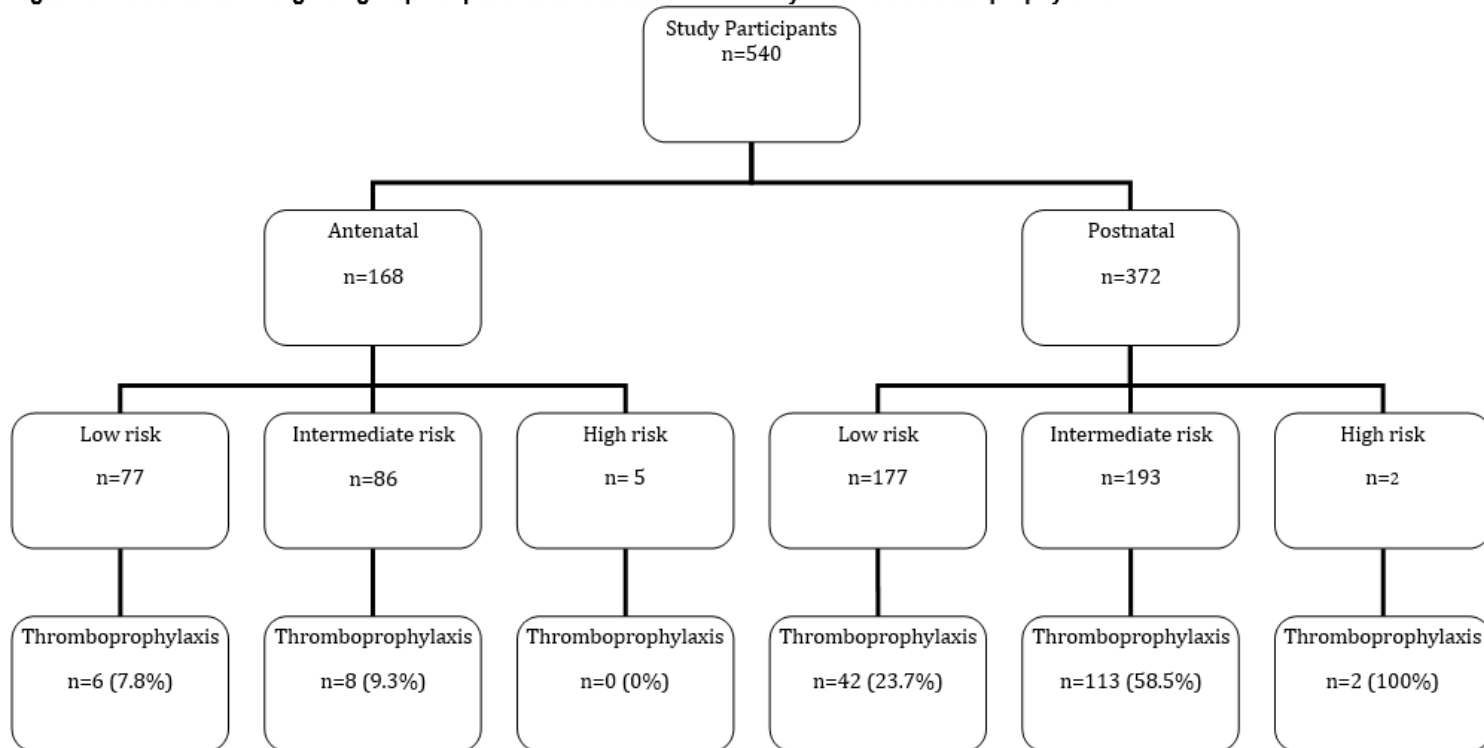 Study Participants
n=540
Antenatal
n=168
Postnatal
n=372
Low risk
n=77
Intermediate risk
n=86
High risk
n= 5
Low risk
n=177
Intermediate risk
n=193
High risk
n=2
Thromboprophylaxis
n=6 (7.8%)
Thromboprophylaxis
n=8 (9.3%)
Thromboprophylaxis
n=0 (0%)
Thromboprophylaxis
n=42 (23.7%)
Thromboprophylaxis
n=113 (58.5%)
Thromboprophylaxis
n=2 (100%)